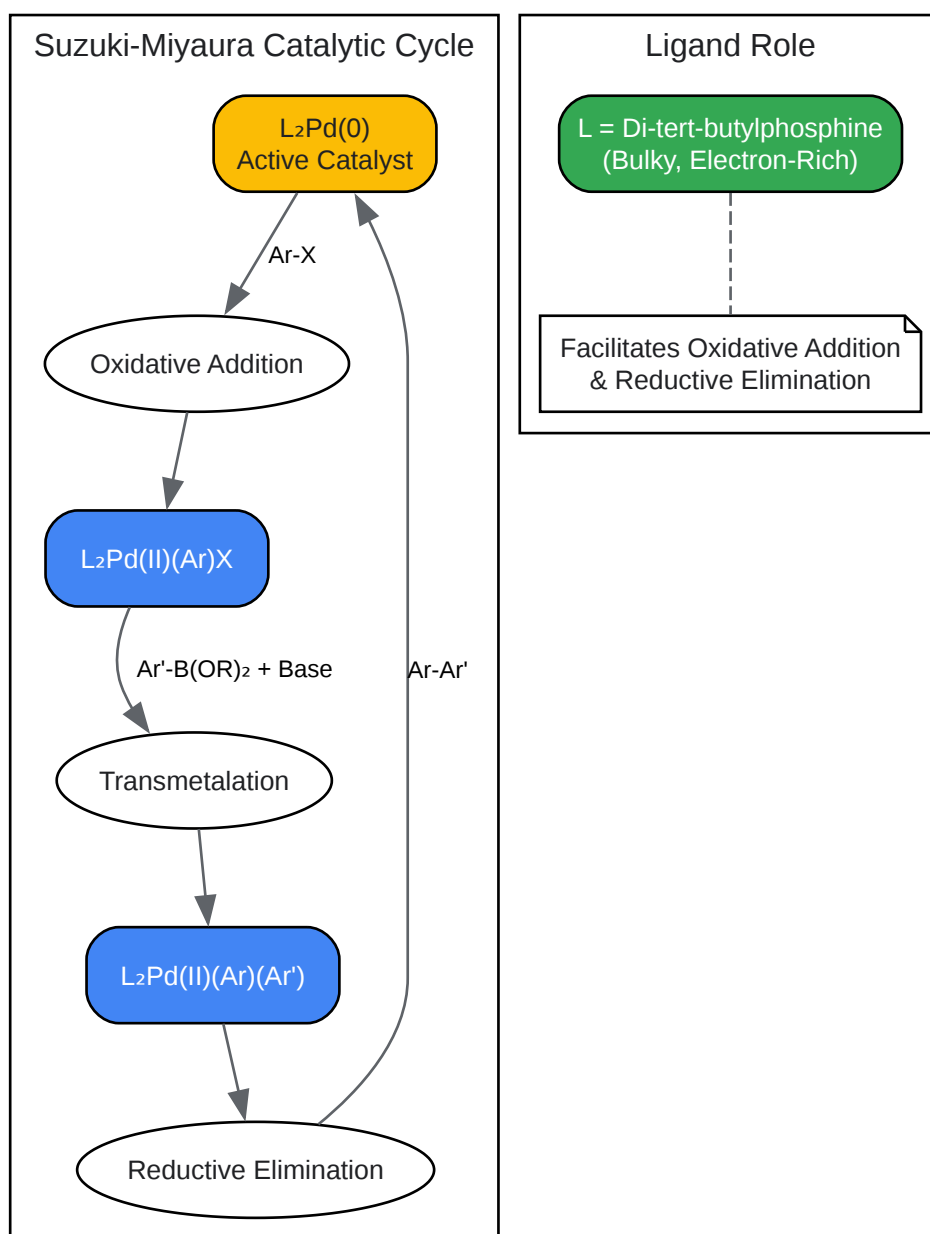 Suzuki-Miyaura Catalytic Cycle
L₂Pd(0)
Active Catalyst
Ar-X
Oxidative Addition
L₂Pd(II)(Ar)X
Ar'-B(OR)₂ + Base
Ar-Ar'
Transmetalation
L₂Pd(II)(Ar)(Ar')
Reductive Elimination
Ligand Role
L = Di-tert-butylphosphine
(Bulky, Electron-Rich)
Facilitates Oxidative Addition
& Reductive Elimination